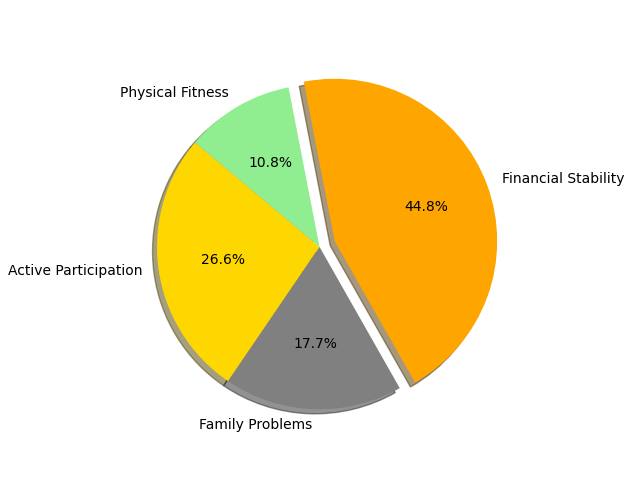 Physical Fitness
10.8%
Financial Stability
44.8%
26.6%
Active Participation
17.7%
Family Problems